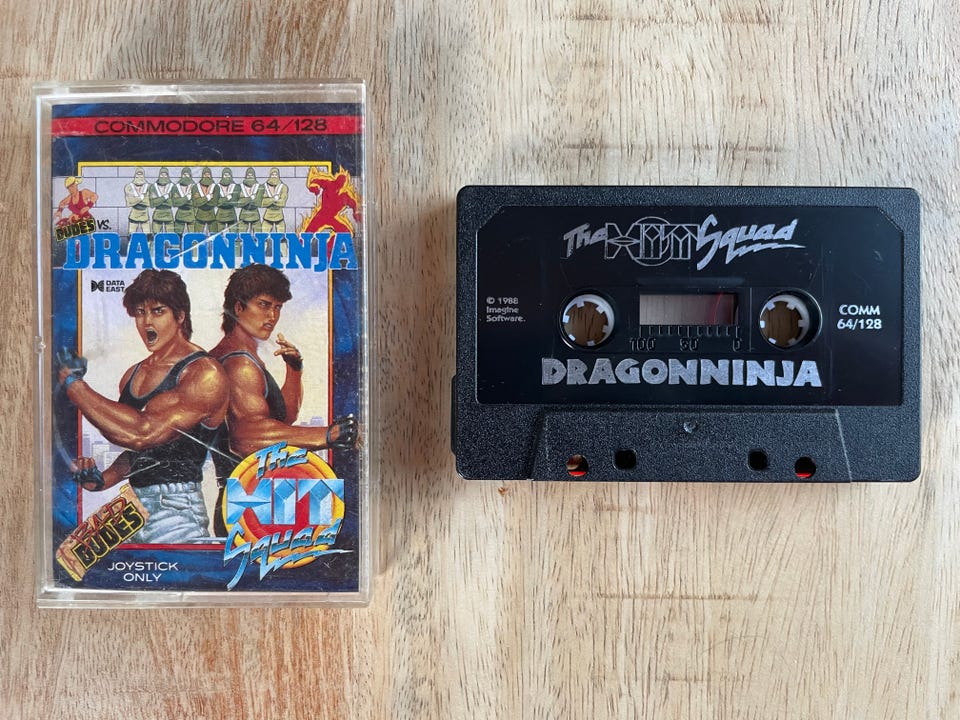 COMMODORE 64/128
BAD
DUDES VS.
DRAGONNINJA
DATA
EAST
The
HIT
Squad
BAD
DUDES
JOYSTICK
ONLY
The HIT Squad
© 1988
Imagine
Software.
COMM
64/128
100 50 0
DRAGONNINJA